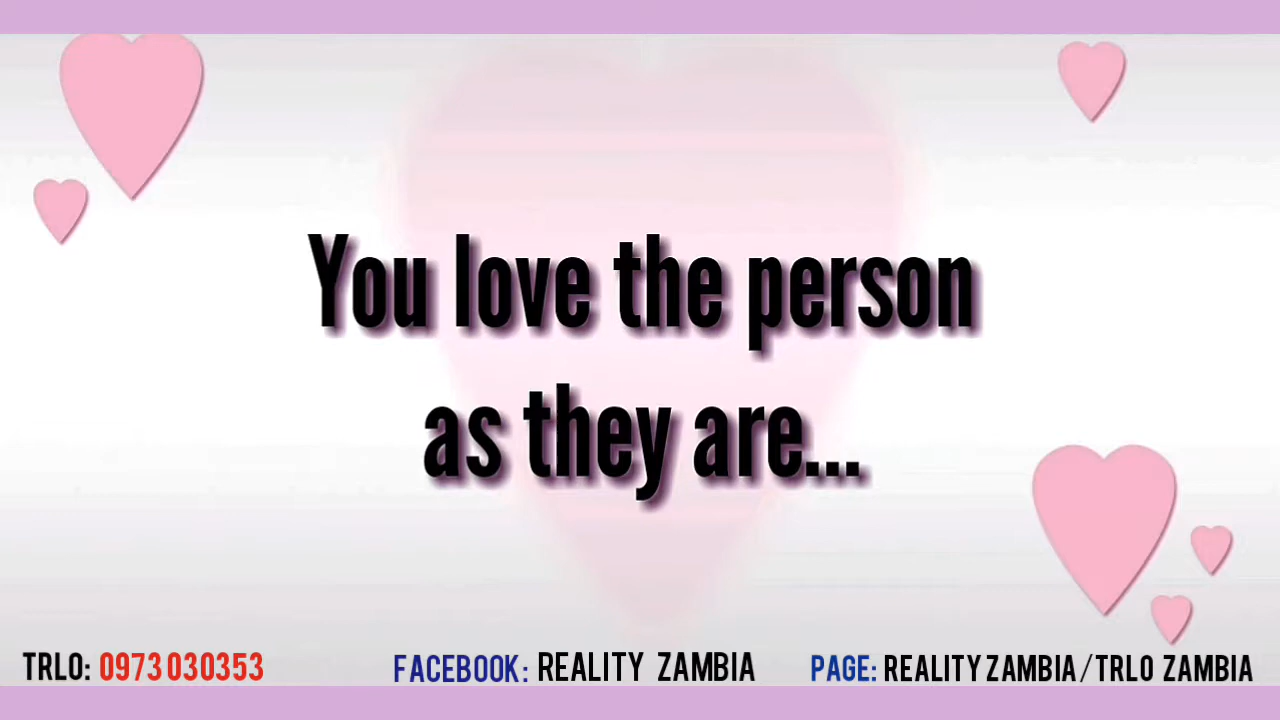 You love the person
as they are...
TRLO: 0973 030353 FACEBOOK: REALITY ZAMBIA PAGE: REALITY ZAMBIA/TRLO ZAMBIA